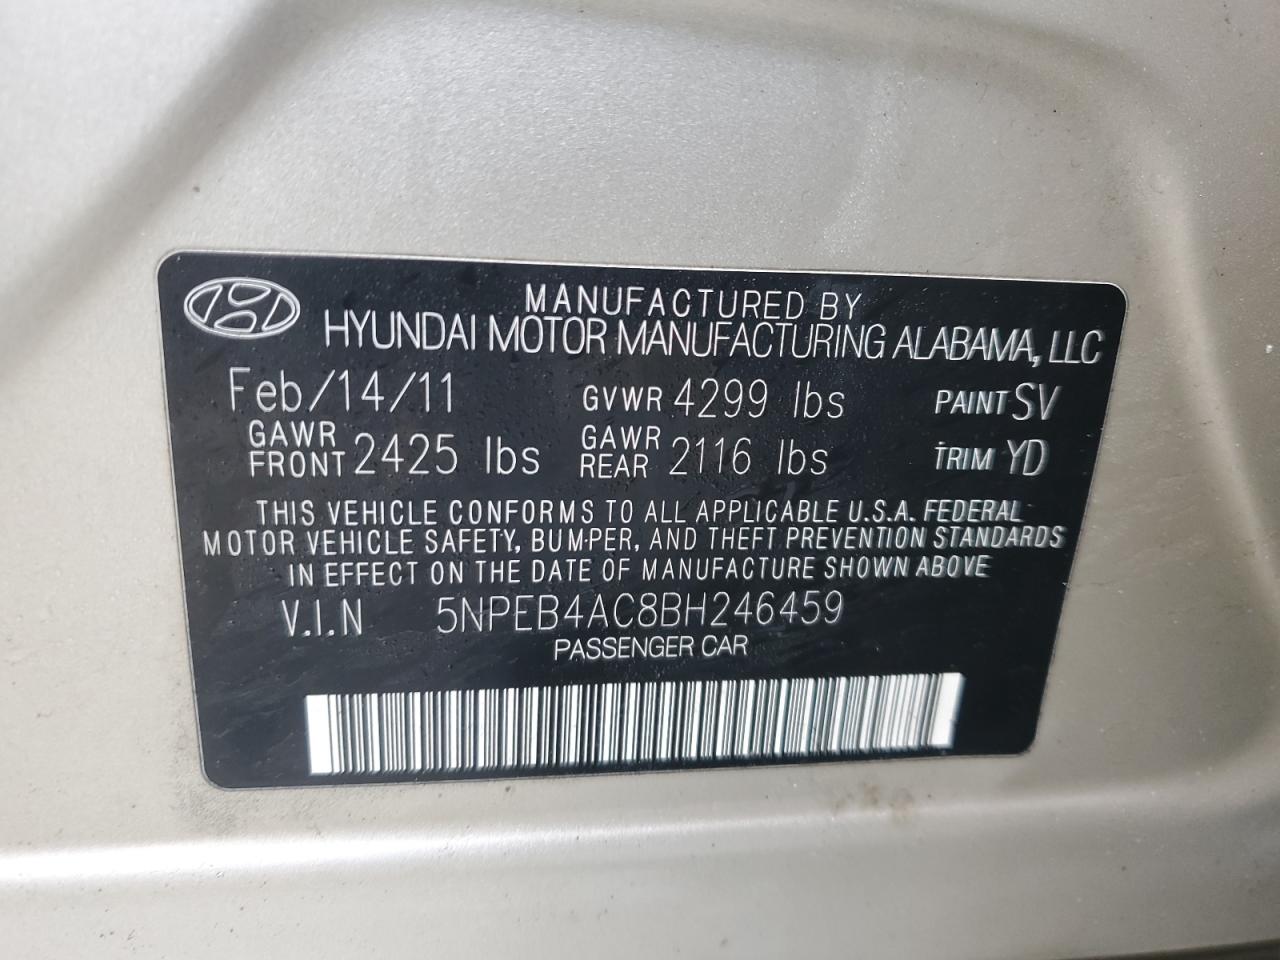 MANUFACTURED BY
HYUNDAI MOTOR MANUFACTURING ALABAMA, LLC
Feb/14/11 GVWR 4299 lbs PAINT SV
GAWR FRONT 2425 lbs GAWR REAR 2116 lbs TRIM YD
THIS VEHICLE CONFORMS TO ALL APPLICABLE U.S.A. FEDERAL
MOTOR VEHICLE SAFETY, BUMPER, AND THEFT PREVENTION STANDARDS
IN EFFECT ON THE DATE OF MANUFACTURE SHOWN ABOVE
V.I.N 5NPEB4AC8BH246459
PASSENGER CAR